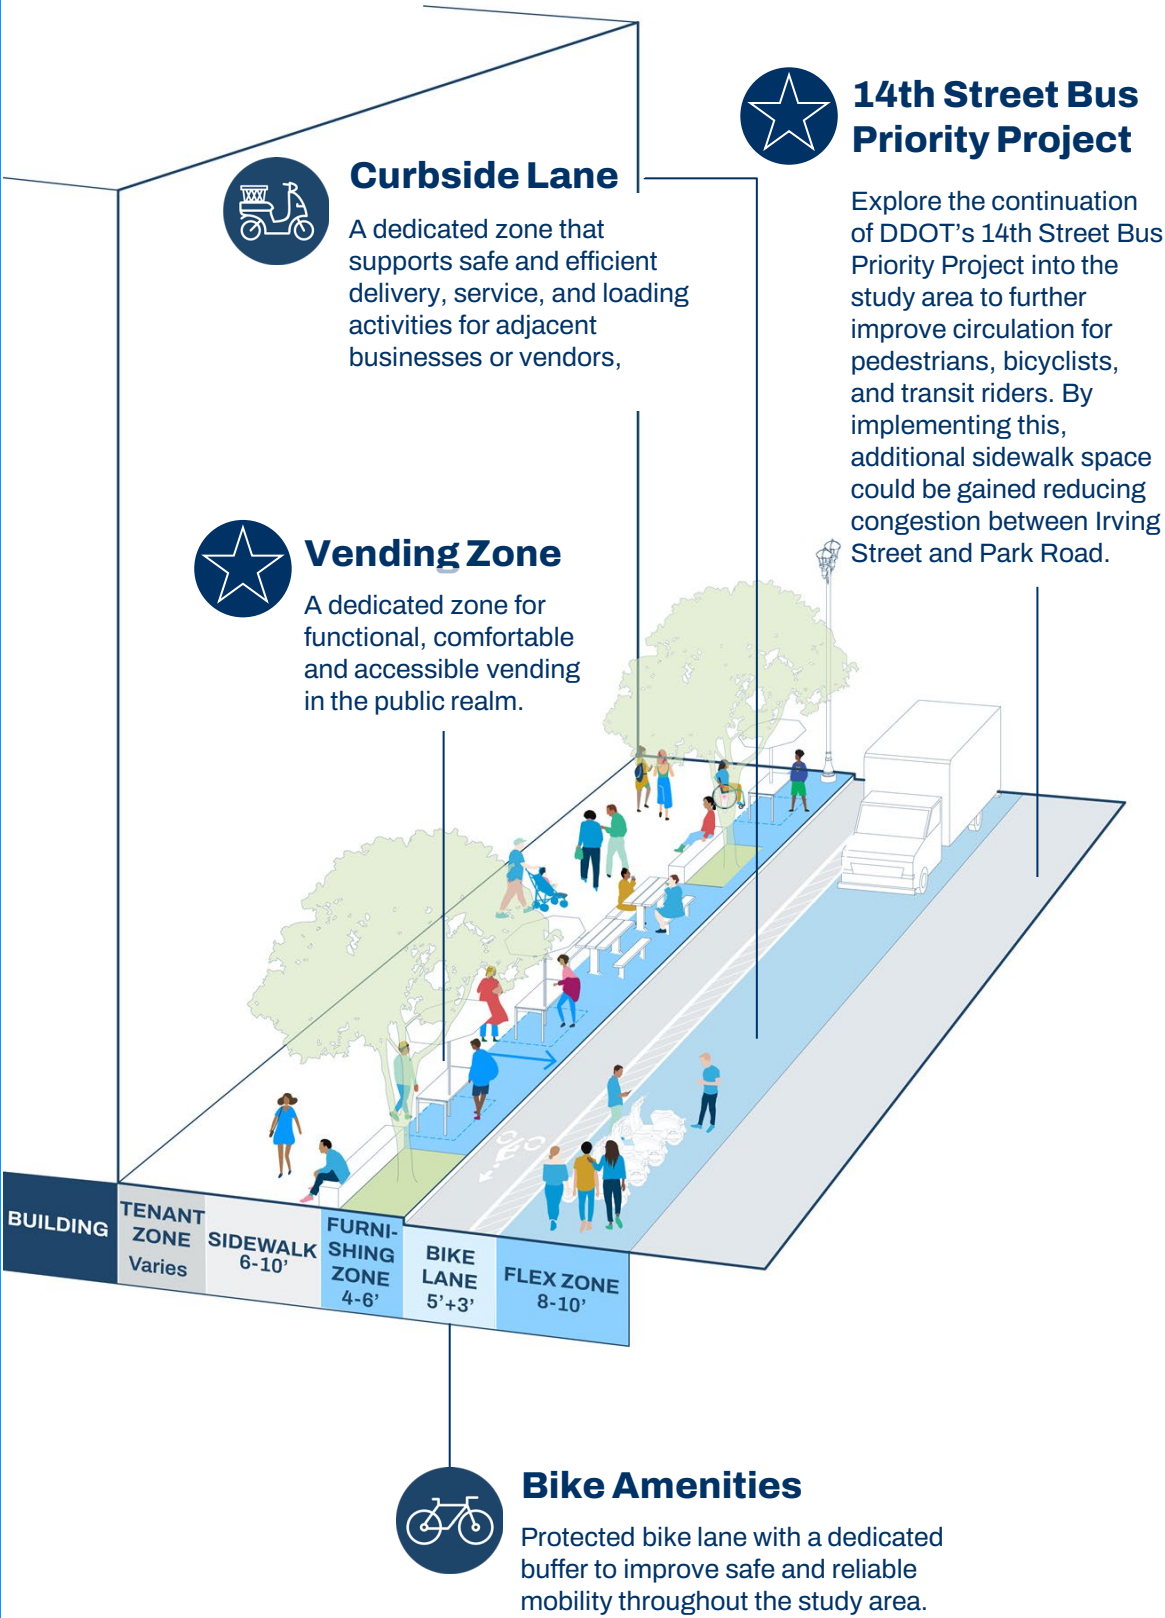 14th Street Bus
Priority Project
Explore the continuation
of DDOT's 14th Street Bus
Priority Project into the
study area to further
improve circulation for
pedestrians, bicyclists,
and transit riders. By
implementing this,
additional sidewalk space
could be gained reducing
congestion between Irving
Street and Park Road.
Curbside Lane
A dedicated zone that
supports safe and efficient
delivery, service, and loading
activities for adjacent
businesses or vendors,
Vending Zone
A dedicated zone for
functional, comfortable
and accessible vending
in the public realm.
BUILDING
TENANT
ZONE
Varies
SIDEWALK
6-10’
FURNI-
SHING
ZONE
4-6’
BIKE
LANE
5’+3’
FLEX ZONE
8-10’
Bike Amenities
Protected bike lane with a dedicated
buffer to improve safe and reliable
mobility throughout the study area.